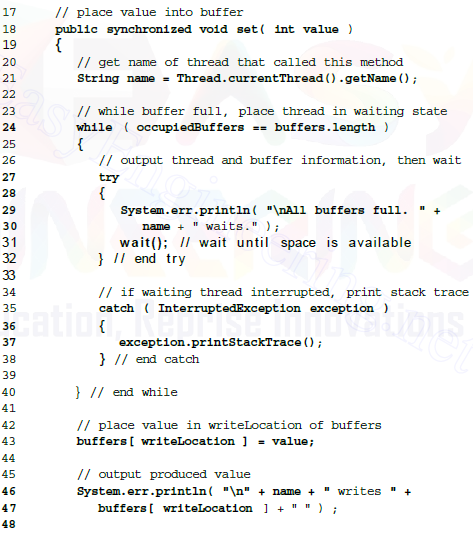 17 // place value into buffer
18 public synchronized void set( int value )
19 {
20 // get name of thread that called this method
21 String name = Thread.currentThread().getName();
22
23 // while buffer full, place thread in waiting state
24 while ( occupiedBuffers == buffers.length )
25 {
26 // output thread and buffer information, then wait
27 try
28 {
29 System.err.println( "\nAll buffers full. " +
30 name + " waits." );
31 wait(); // wait until space is available
32 } // end try
33
34 // if waiting thread interrupted, print stack trace
35 catch ( InterruptedException exception )
36 {
37 exception.printStackTrace();
38 } // end catch
39
40 } // end while
41
42 // place value in writeLocation of buffers
43 buffers[ writeLocation ] = value;
44
45 // output produced value
46 System.err.println( "\n" + name + " writes " +
47 buffers[ writeLocation ] + " " ) ;
48